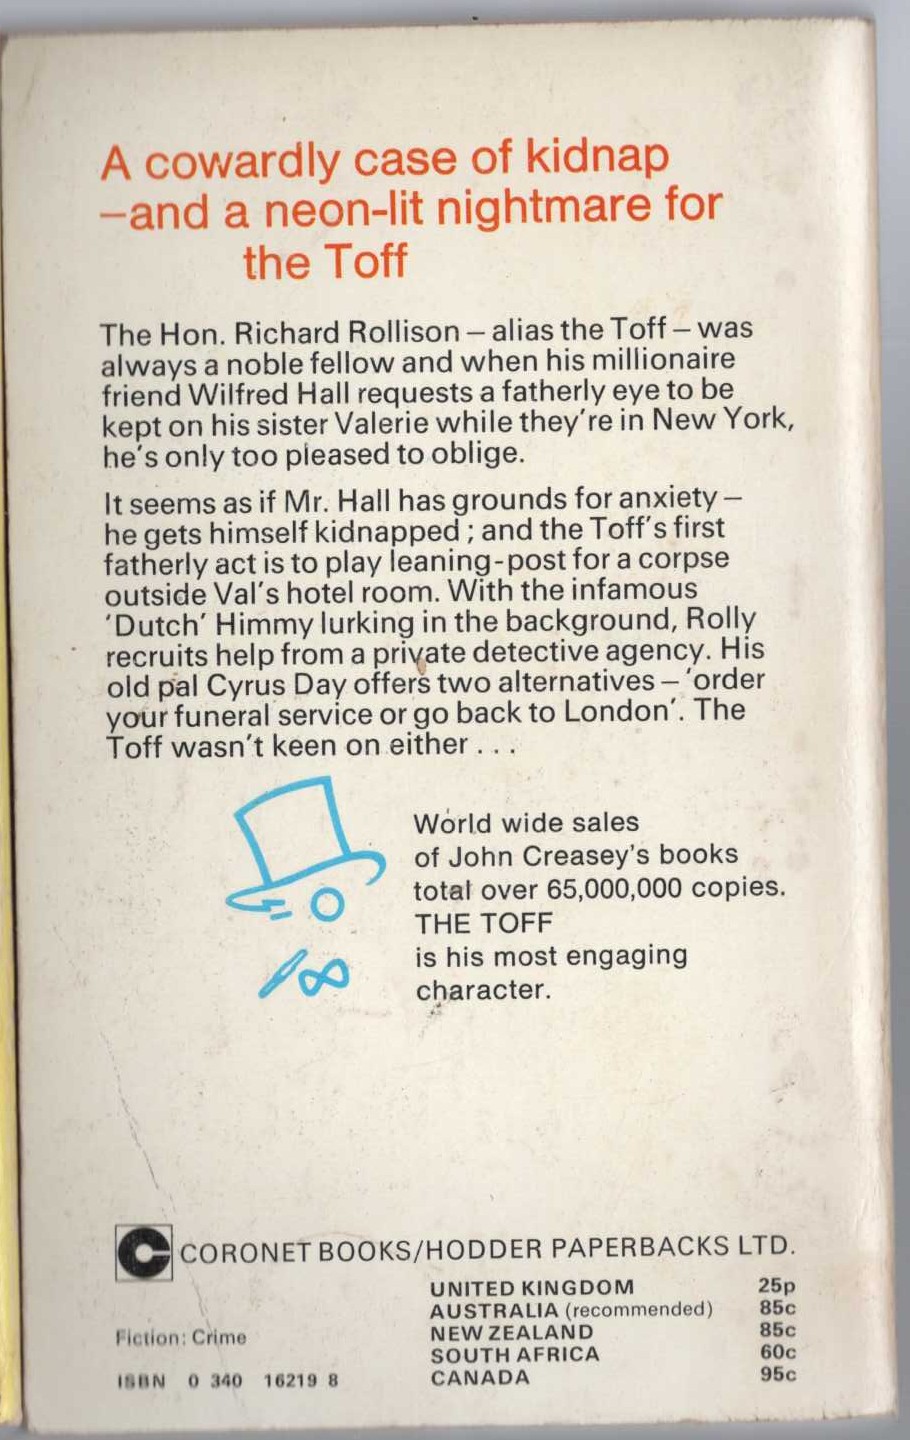 A cowardly case of kidnap
–and a neon-lit nightmare for
the Toff
The Hon. Richard Rollison – alias the Toff – was
always a noble fellow and when his millionaire
friend Wilfred Hall requests a fatherly eye to be
kept on his sister Valerie while they're in New York,
he's only too pleased to oblige.
It seems as if Mr. Hall has grounds for anxiety –
he gets himself kidnapped ; and the Toff's first
fatherly act is to play leaning-post for a corpse
outside Val's hotel room. With the infamous
'Dutch' Himmy lurking in the background, Rolly
recruits help from a private detective agency. His
old pal Cyrus Day offers two alternatives – 'order
your funeral service or go back to London'. The
Toff wasn't keen on either . . .
World wide sales
of John Creasey's books
total over 65,000,000 copies.
THE TOFF
is his most engaging
character.
CORONET BOOKS/HODDER PAPERBACKS LTD.
UNITED KINGDOM 25p
AUSTRALIA (recommended) 85c
NEW ZEALAND 85c
SOUTH AFRICA 60c
CANADA 95c
Fiction: Crime
ISBN 0 340 16219 8